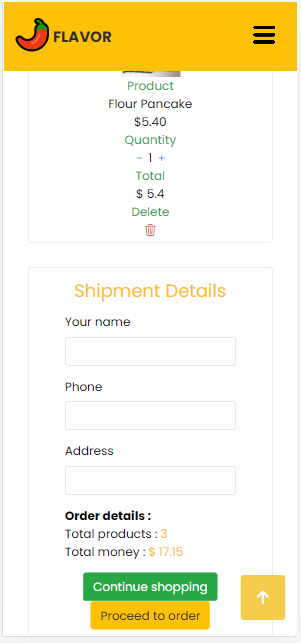 FLAVOR
Product
Flour Pancake
$5.40
Quantity
- 1 +
Total
$ 5.4
Delete
Shipment Details
Your name
Phone
Address
Order details :
Total products : 3
Total money : $ 17.15
Continue shopping
Proceed to order